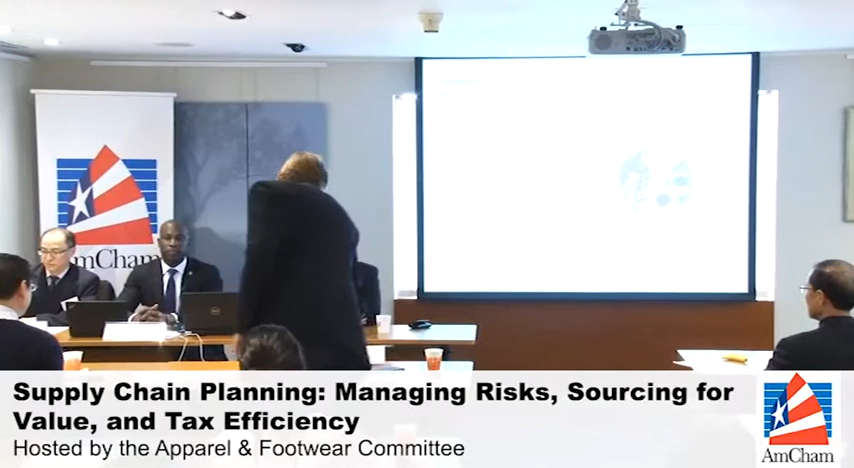 AmCham
Supply Chain Planning: Managing Risks, Sourcing for
Value, and Tax Efficiency
Hosted by the Apparel & Footwear Committee
AmCham